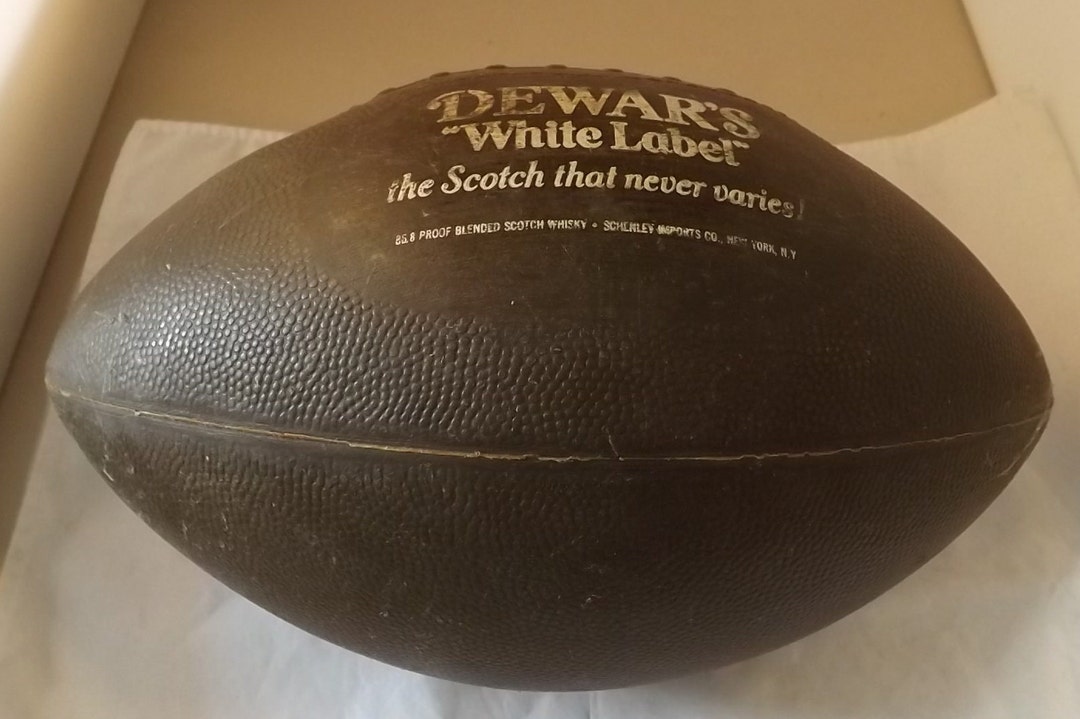 DEWAR'S
"White Label"
the Scotch that never varies!
86.8 PROOF BLENDED SCOTCH WHISKY • SCHENLEY IMPORTS CO., NEW YORK, N.Y